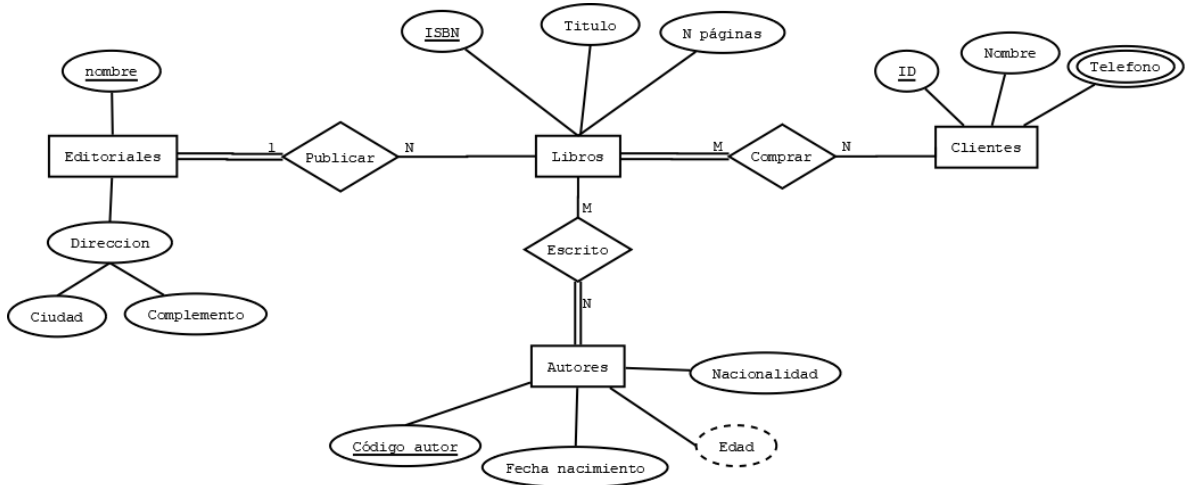 ISBN
Titulo
N páginas
nombre
ID
Nombre
Telefono
Editoriales
1
Publicar
N
Libros
M
Comprar
N
Clientes
M
Direccion
Escrito
Ciudad
Complemento
N
Autores
Nacionalidad
Código autor
Fecha nacimiento
Edad